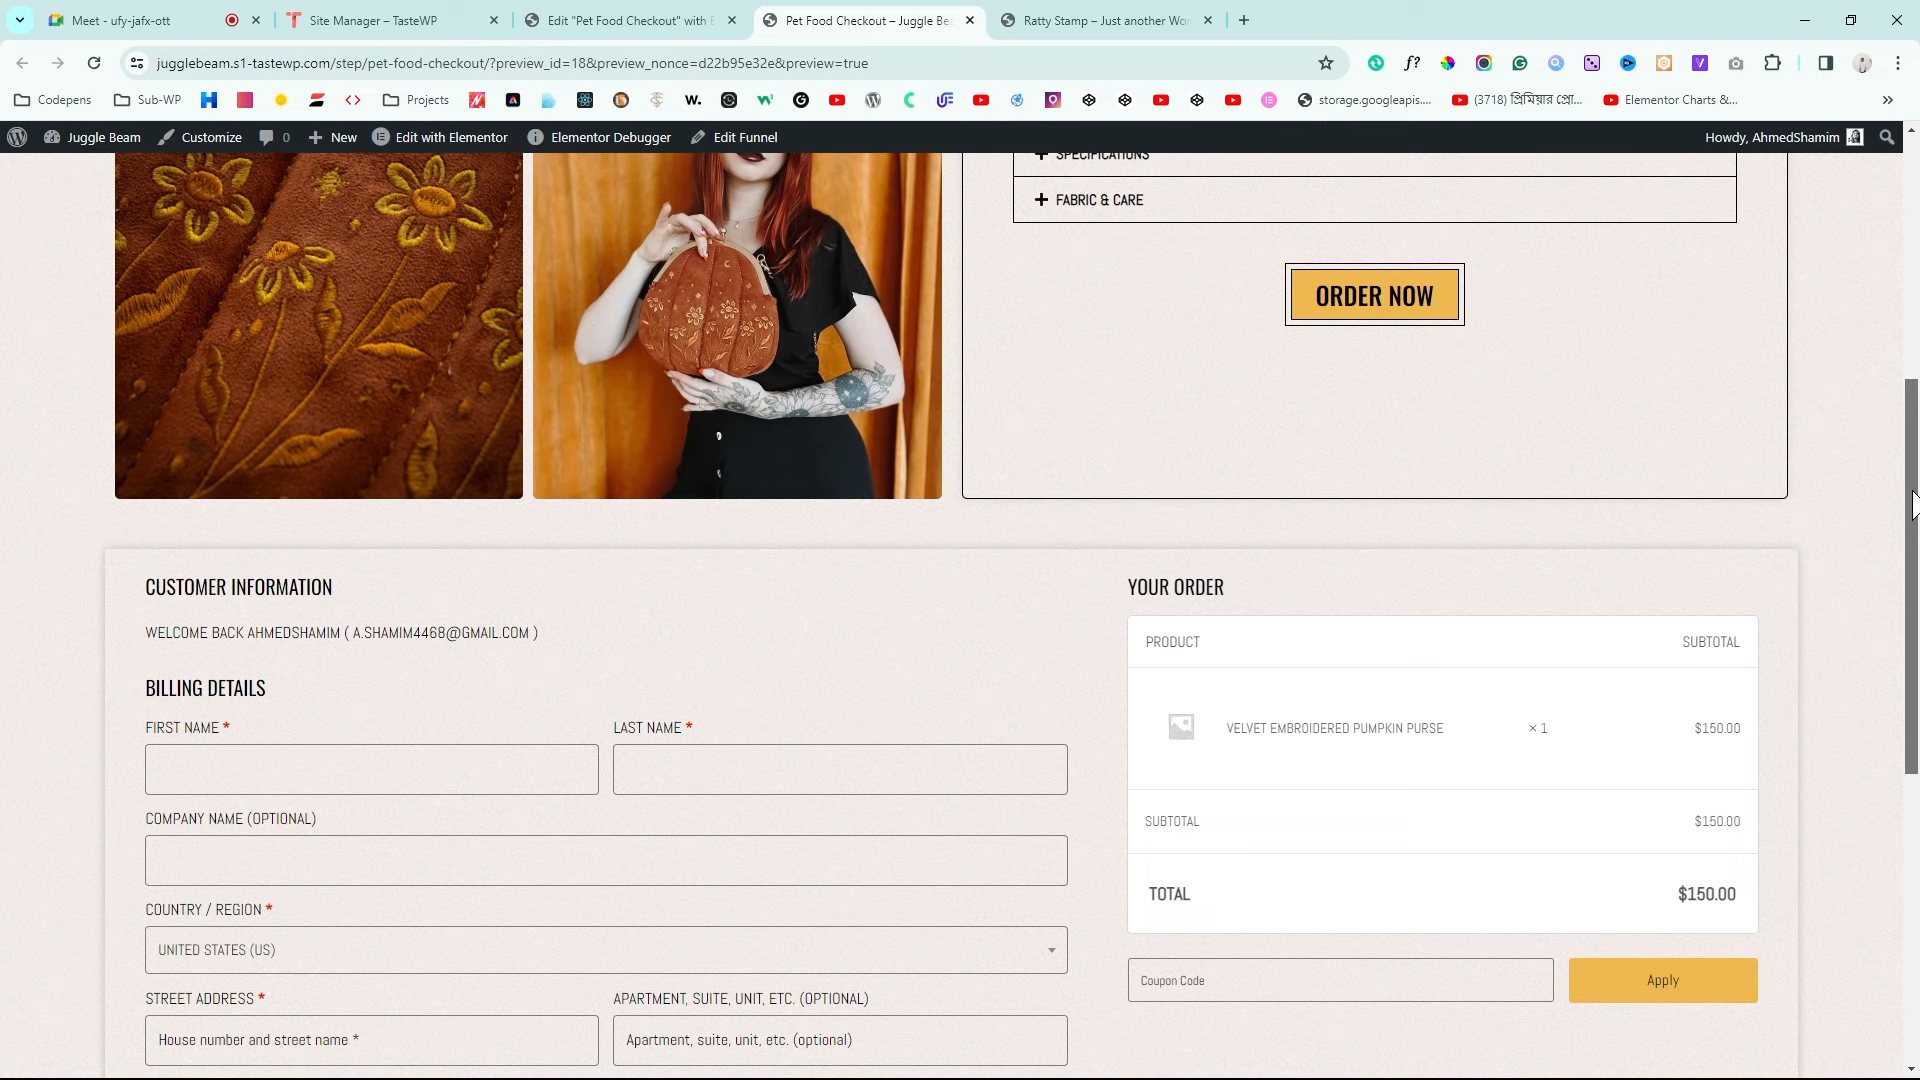 Meet - ufy-jafx-ott
Site Manager – TasteWP
Edit "Pet Food Checkout" with E
Pet Food Checkout – Juggle Be
Ratty Stamp – Just another Wo
jugglebeam.s1-tastewp.com/step/pet-food-checkout/?preview_id=18&preview_nonce=d22b95e32e&preview=true
Codepens
Sub-WP
Projects
storage.googleapis....
(3718) প্রিমিয়ার প্রো...
Elementor Charts &...
Juggle Beam
Customize
0
New
Edit with Elementor
Elementor Debugger
Edit Funnel
Howdy, AhmedShamim
SPECIFICATIONS
FABRIC & CARE
ORDER NOW
CUSTOMER INFORMATION
WELCOME BACK AHMEDSHAMIM ( A.SHAMIM4468@GMAIL.COM )
BILLING DETAILS
FIRST NAME *
LAST NAME *
COMPANY NAME (OPTIONAL)
COUNTRY / REGION *
UNITED STATES (US)
STREET ADDRESS *
APARTMENT, SUITE, UNIT, ETC. (OPTIONAL)
House number and street name *
Apartment, suite, unit, etc. (optional)
YOUR ORDER
PRODUCT
SUBTOTAL
VELVET EMBROIDERED PUMPKIN PURSE
× 1
$150.00
SUBTOTAL
$150.00
TOTAL
$150.00
Coupon Code
Apply